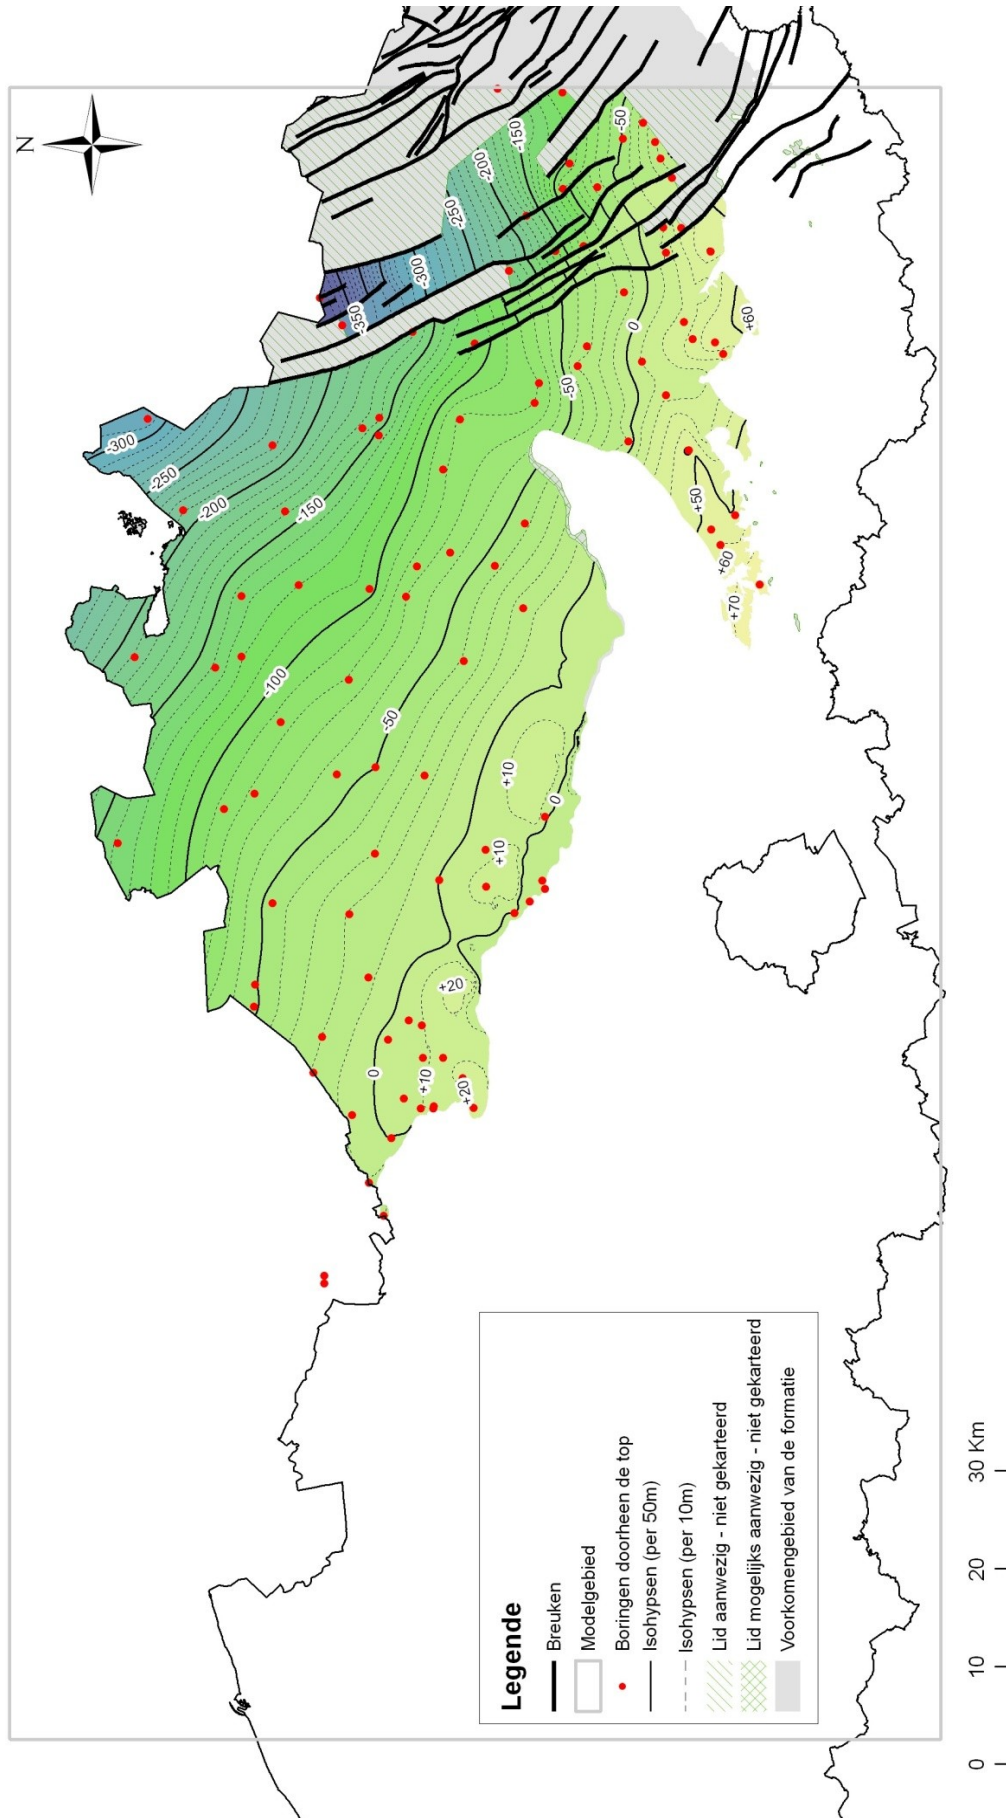 N
-350
-300
-250
-200
-150
-50
-300
-250
-200
-150
-100
-50
-50
0
+60
+50
+60
+70
+10
0
+10
+20
0
+10
+20
Legende
Breuken
Modelgebied
Boringen doorheen de top
Isohypsen (per 50m)
Isohypsen (per 10m)
Lid aanwezig - niet gekarteerd
Lid mogelijks aanwezig - niet gekarteerd
Voorkomengebied van de formatie
0 10 20 30 Km